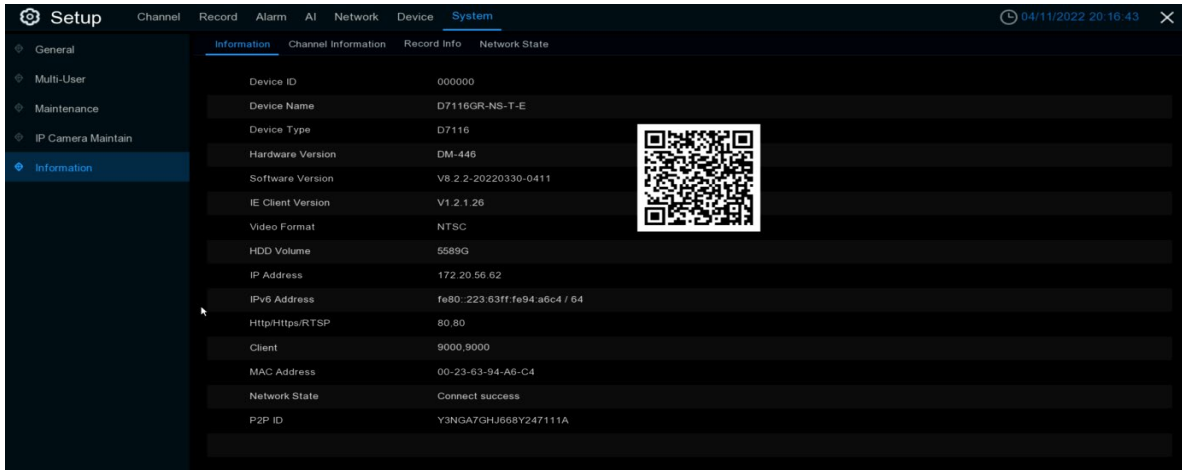 Setup Channel Record Alarm AI Network Device System 04/11/2022 20:16:43
General
Multi-User
Maintenance
IP Camera Maintain
Information
Information Channel Information Record Info Network State
Device ID 000000
Device Name D7116GR-NS-T-E
Device Type D7116
Hardware Version DM-446
Software Version V8.2.2-20220330-0411
IE Client Version V1.2.1.26
Video Format NTSC
HDD Volume 5589G
IP Address 172.20.56.62
IPv6 Address fe80::223:63ff:fe94:a6c4 / 64
Http/Https/RTSP 80,80
Client 9000,9000
MAC Address 00-23-63-94-A6-C4
Network State Connect success
P2P ID Y3NGA7GHJ668Y247111A